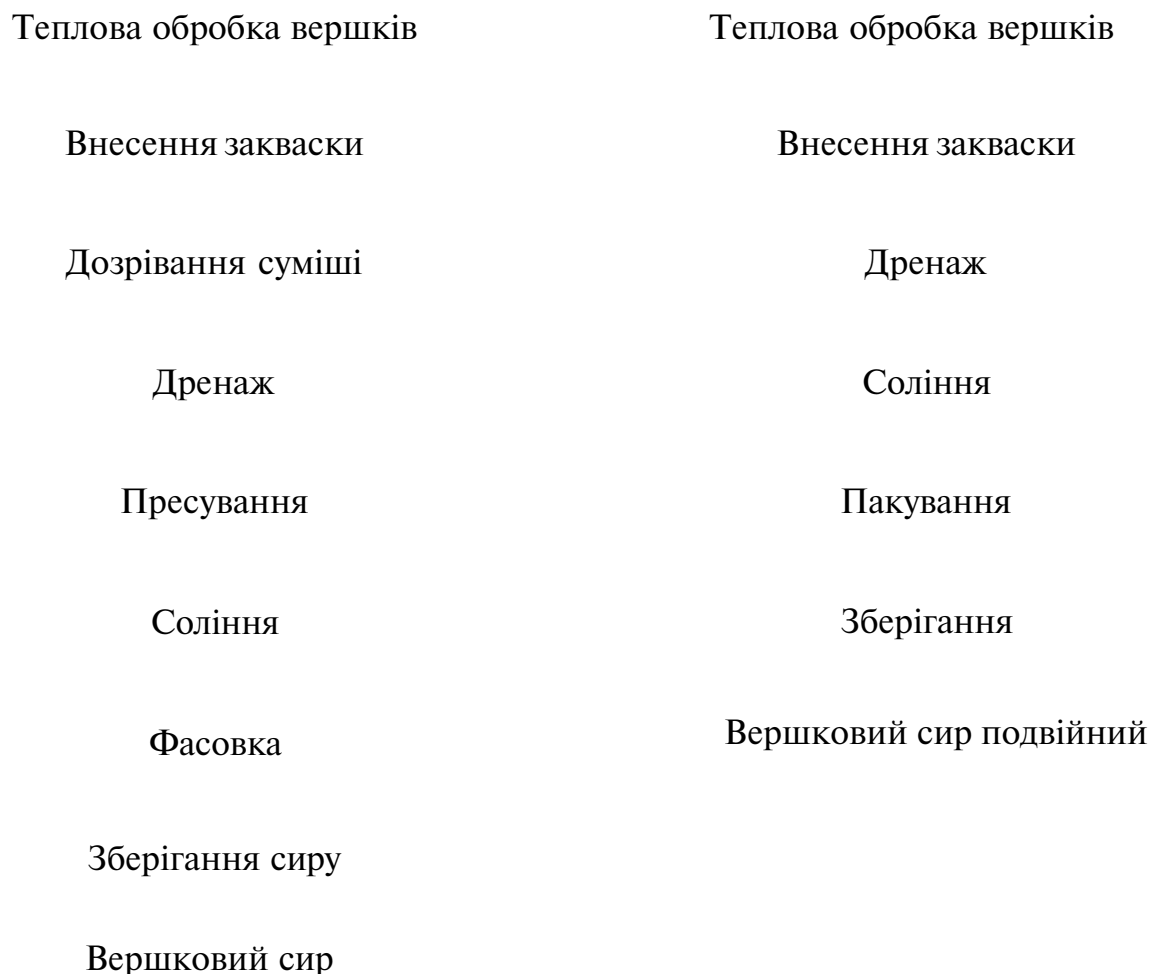 Теплова обробка вершків
Внесення закваски
Дозрівання суміші
Дренаж
Пресування
Соління
Фасовка
Зберігання сиру
Вершковий сир
Теплова обробка вершків
Внесення закваски
Дренаж
Соління
Пакування
Зберігання
Вершковий сир подвійний